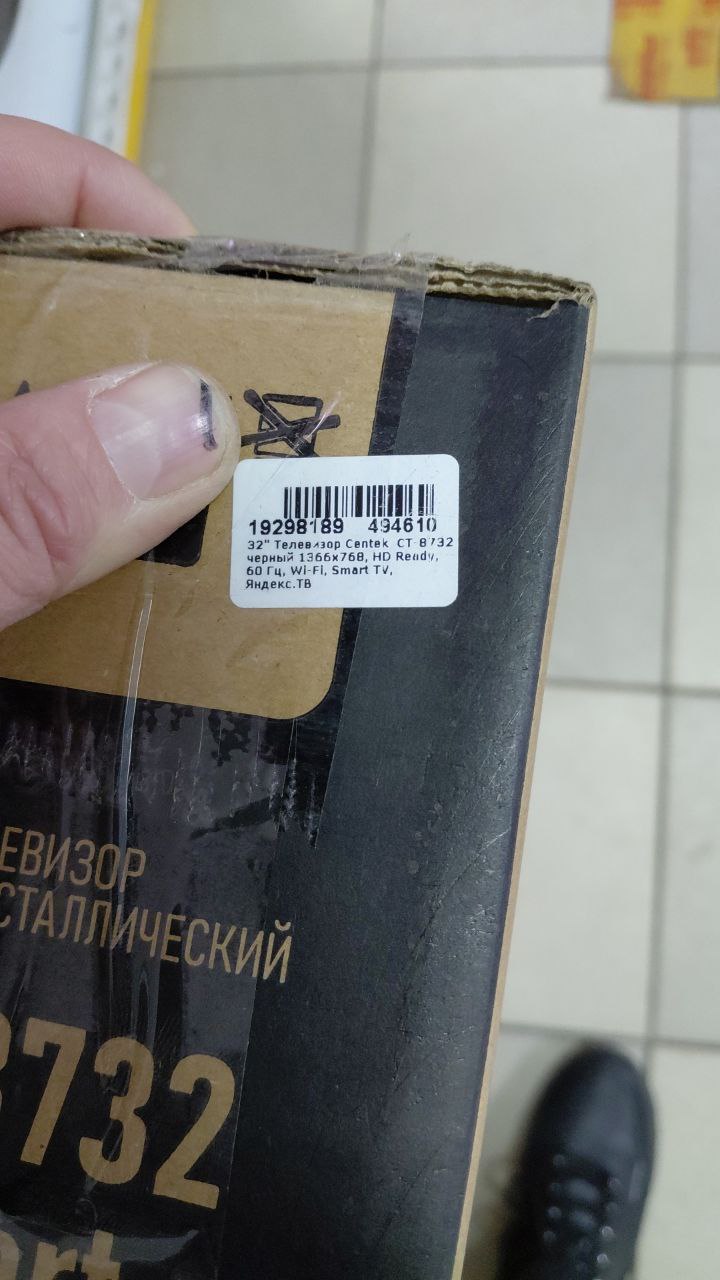 19298189 494610
32" Телевизор Centek CT-8732
черный 1366x768, HD Ready,
60 Гц, Wi-Fi, Smart TV,
Яндекс.ТВ
ЕВИЗОР
СТАЛЛИЧЕСКИЙ
8732
art